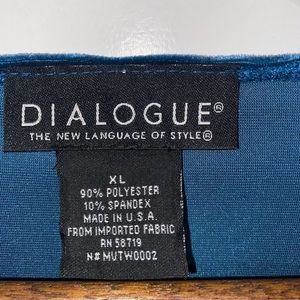 DIALOGUE®
THE NEW LANGUAGE OF STYLE®
XL
90% POLYESTER
10% SPANDEX
MADE IN U.S.A.
FROM IMPORTED FABRIC
RN 58719
N# MUTW0002